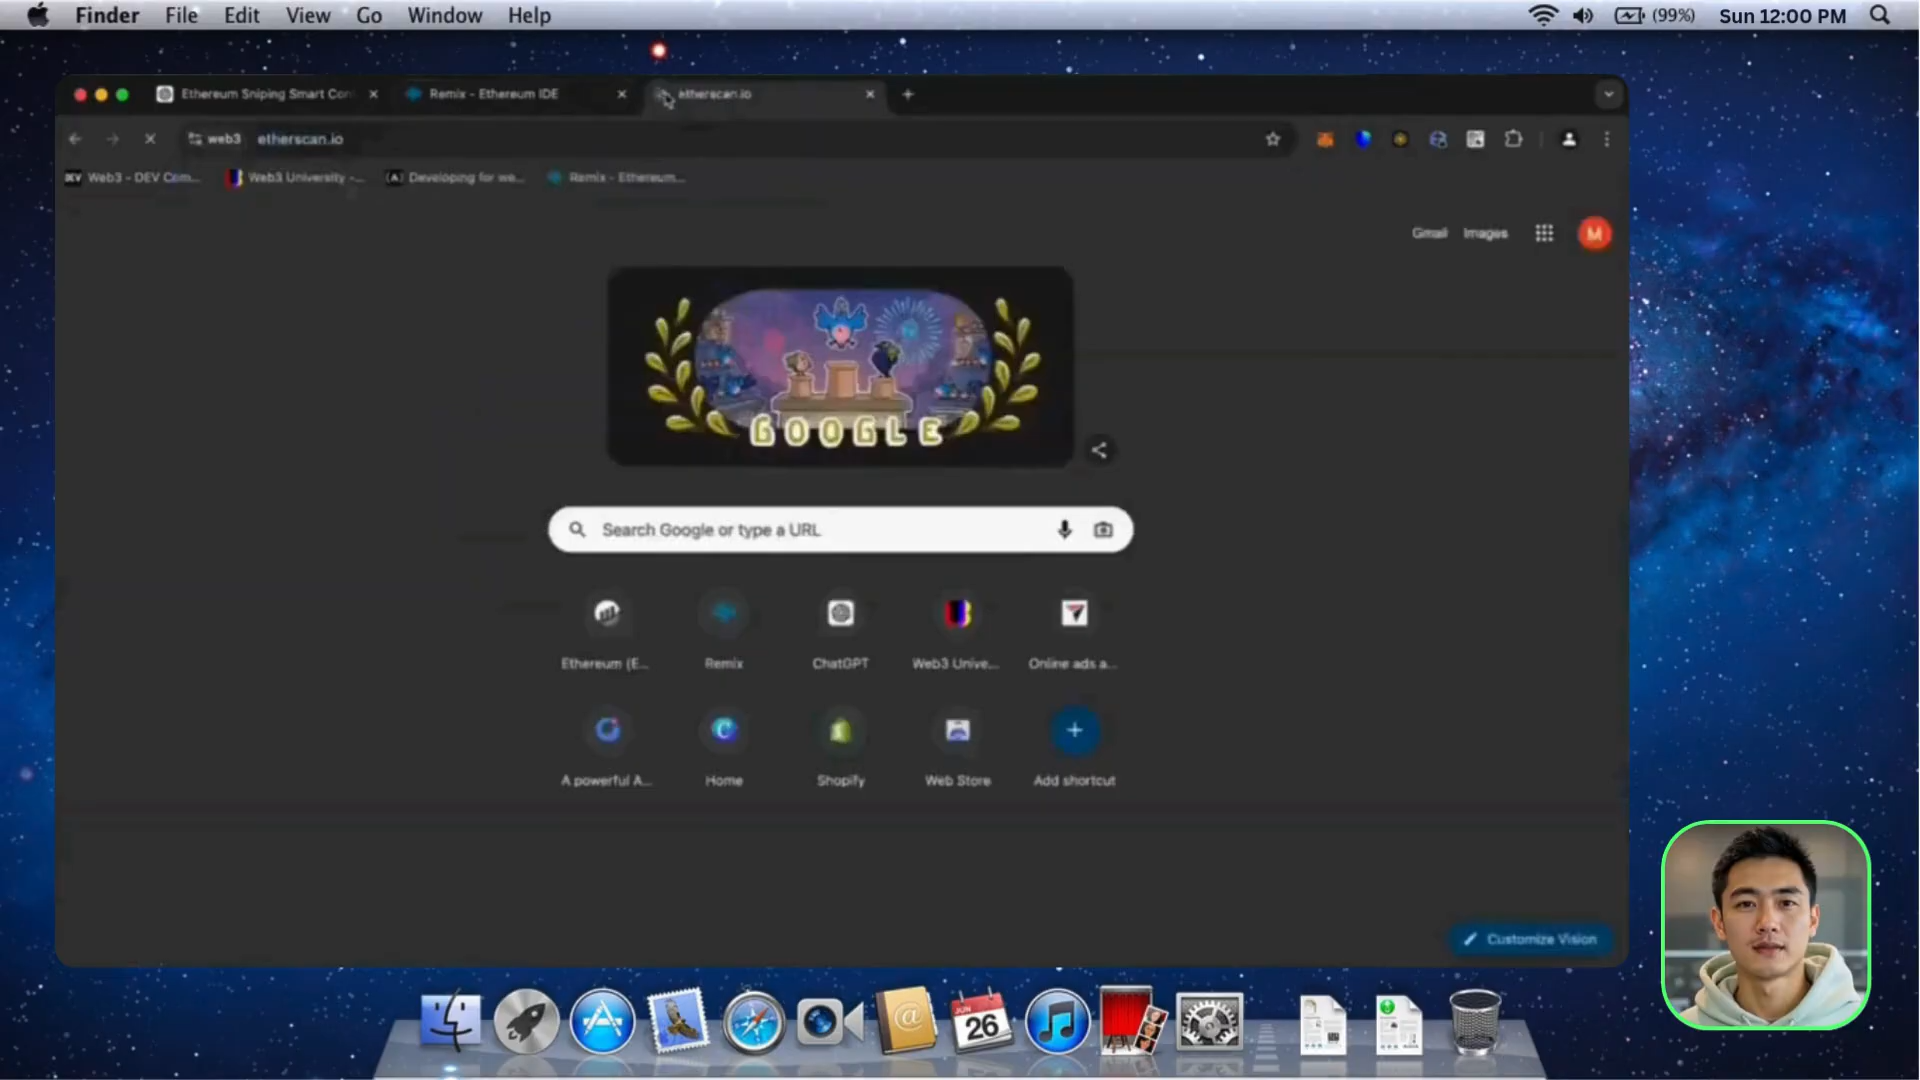 Finder File Edit View Go Window Help (99%) Sun 12:00 PM
Ethereum Sniping Smart Con Remix - Ethereum IDE etherscan.io
web3 etherscan.io
DEV Web3 - DEV Com... Web3 University -... (A) Developing for we... Remix - Ethereum...
Gmail Images M
GOOGLE
Search Google or type a URL
Ethereum (E... Remix ChatGPT Web3 Unive... Online ads a...
A powerful A... Home Shopify Web Store Add shortcut
Customize Vision
JUN
26